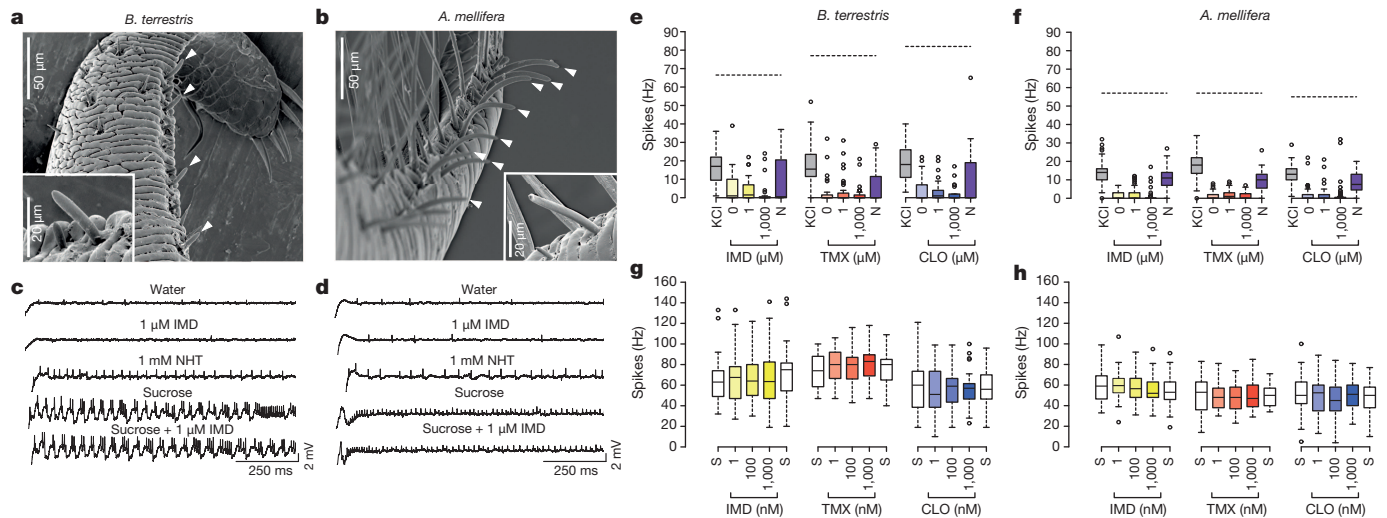 a
B. terrestris
50 µm
20 µm
b
A. mellifera
50 µm
20 µm
c
Water
1 µM IMD
1 mM NHT
Sucrose
Sucrose + 1 µM IMD
250 ms
2 mV
d
Water
1 µM IMD
1 mM NHT
Sucrose
Sucrose + 1 µM IMD
250 ms
2 mV
e
B. terrestris
Spikes (Hz)
90
80
70
60
50
40
30
20
10
0
KCl 0 1 1,000 N KCl 0 1 1,000 N KCl 0 1 1,000 N
IMD (µM) TMX (µM) CLO (µM)
f
A. mellifera
Spikes (Hz)
90
80
70
60
50
40
30
20
10
0
KCl 0 1 1,000 N KCl 0 1 1,000 N KCl 0 1 1,000 N
IMD (µM) TMX (µM) CLO (µM)
g
Spikes (Hz)
160
140
120
100
80
60
40
20
0
S 1 100 1,000 S S 1 100 1,000 S S 1 100 1,000 S
IMD (nM) TMX (nM) CLO (nM)
h
Spikes (Hz)
160
140
120
100
80
60
40
20
0
S 1 100 1,000 S S 1 100 1,000 S S 1 100 1,000 S
IMD (nM) TMX (nM) CLO (nM)